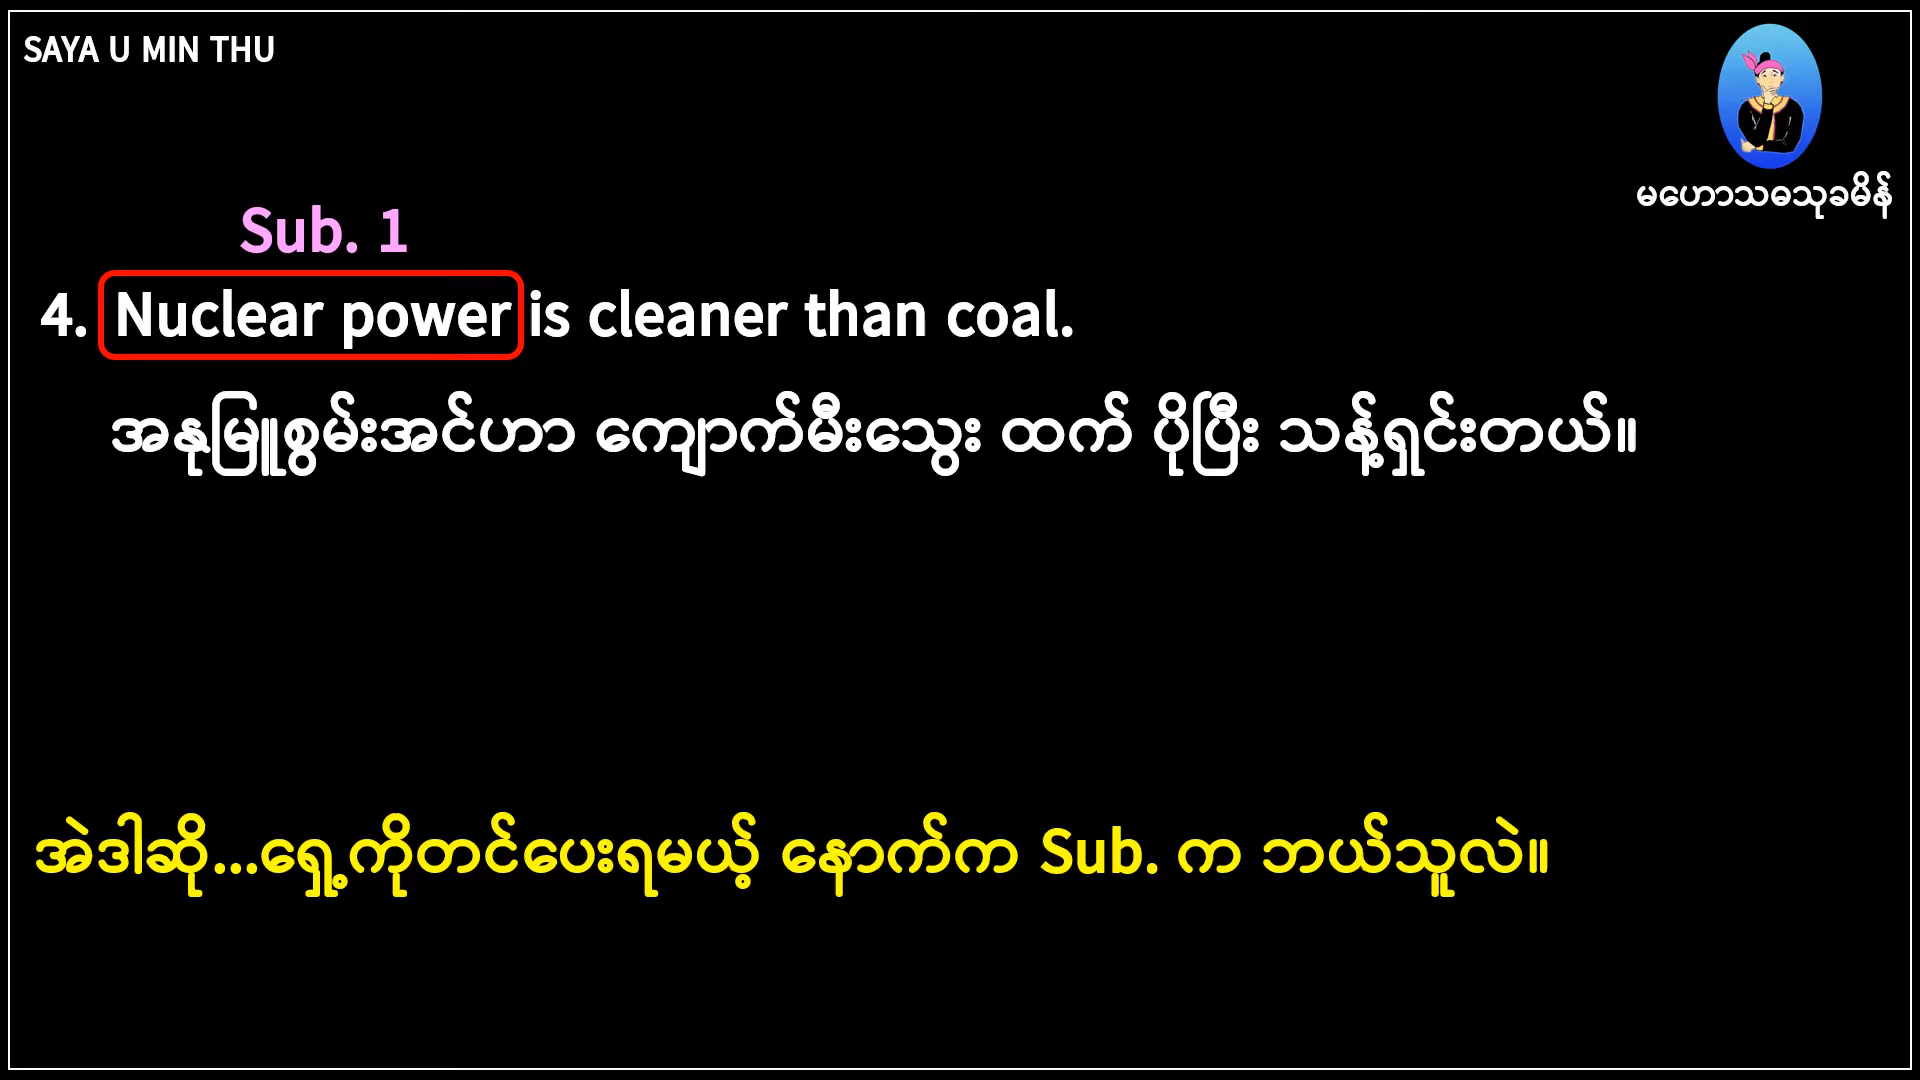 SAYA U MIN THU
မဟောသဓသုခမိန်
Sub. 1
4. Nuclear power is cleaner than coal.
အနုမြူစွမ်းအင်ဟာ ကျောက်မီးသွေး ထက် ပိုပြီး သန့်ရှင်းတယ်။
အဲဒါဆို...ရှေ့ကိုတင်ပေးရမယ့် နောက်က Sub. က ဘယ်သူလဲ။